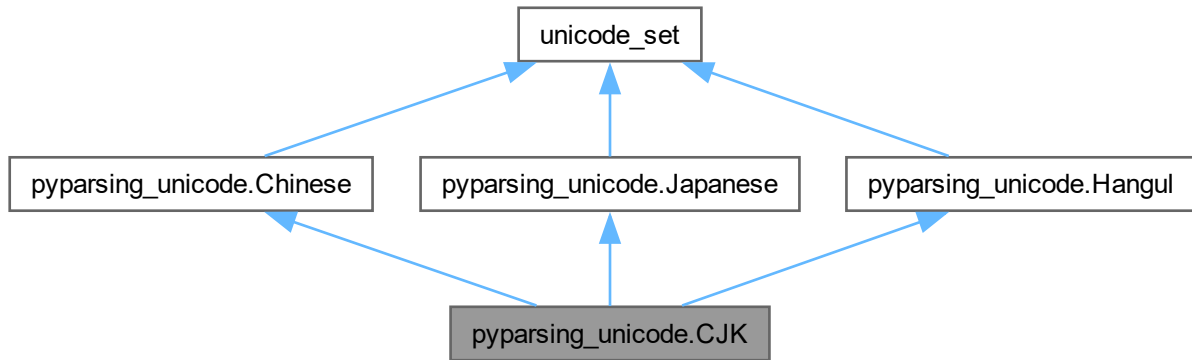 unicode_set
pyparsing_unicode.Chinese
pyparsing_unicode.Japanese
pyparsing_unicode.Hangul
pyparsing_unicode.CJK